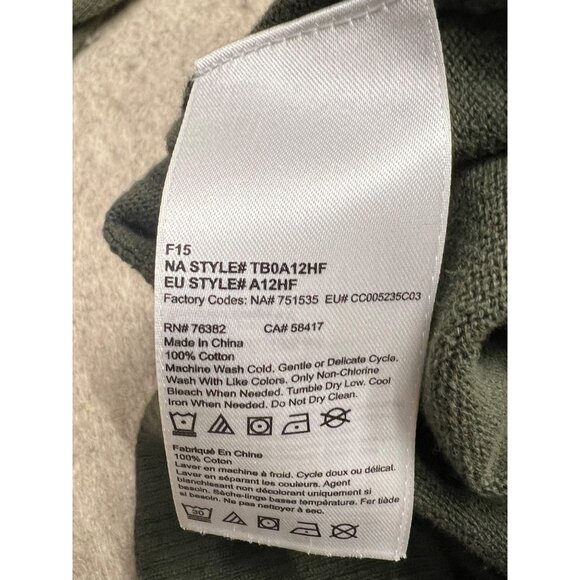 F15
NA STYLE# TB0A12HF
EU STYLE# A12HF
Factory Codes: NA# 751535 EU# CC005235C03
RN# 76382 CA# 58417
Made In China
100% Cotton
Machine Wash Cold. Gentle or Delicate Cycle.
Wash With Like Colors. Only Non-Chlorine
Bleach When Needed. Tumble Dry Low. Cool
Iron When Needed. Do Not Dry Clean.
Fabriqué En Chine
100% Coton
Laver en machine à froid. Cycle doux ou délicat.
Laver en séparant les couleurs. Agent
blanchissant non décolorant uniquement si
besoin. Sèche-linge basse température. Fer tiède
si besoin. Ne pas nettoyer à sec.
30